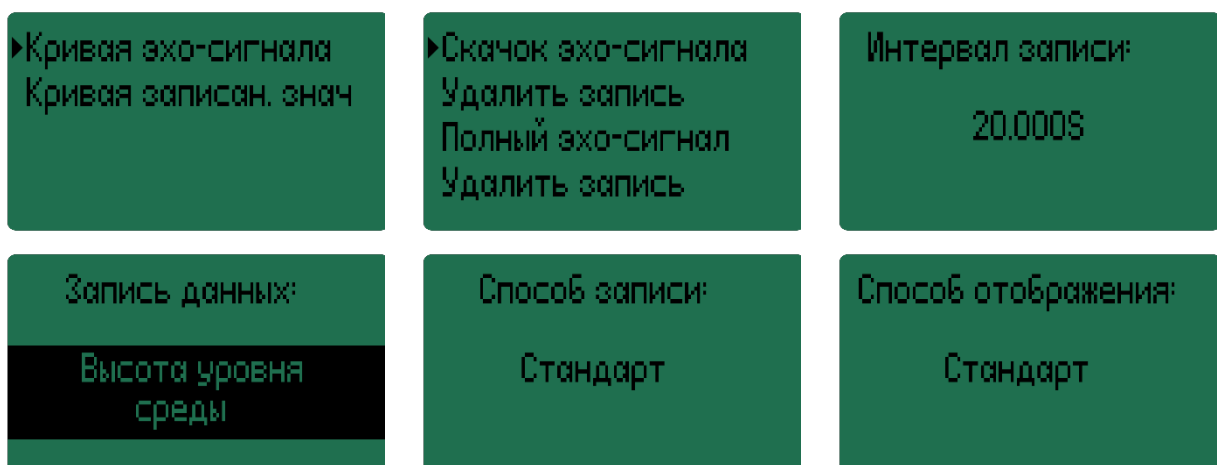 ▶Кривая эхо-сигнала
Кривая записан. знач
▶Скачок эхо-сигнала
Удалить запись
Полный эхо-сигнал
Удалить запись
Интервал записи:
20.000S
Запись данных:
Высота уровня
среды
Способ записи:
Стандарт
Способ отображения:
Стандарт